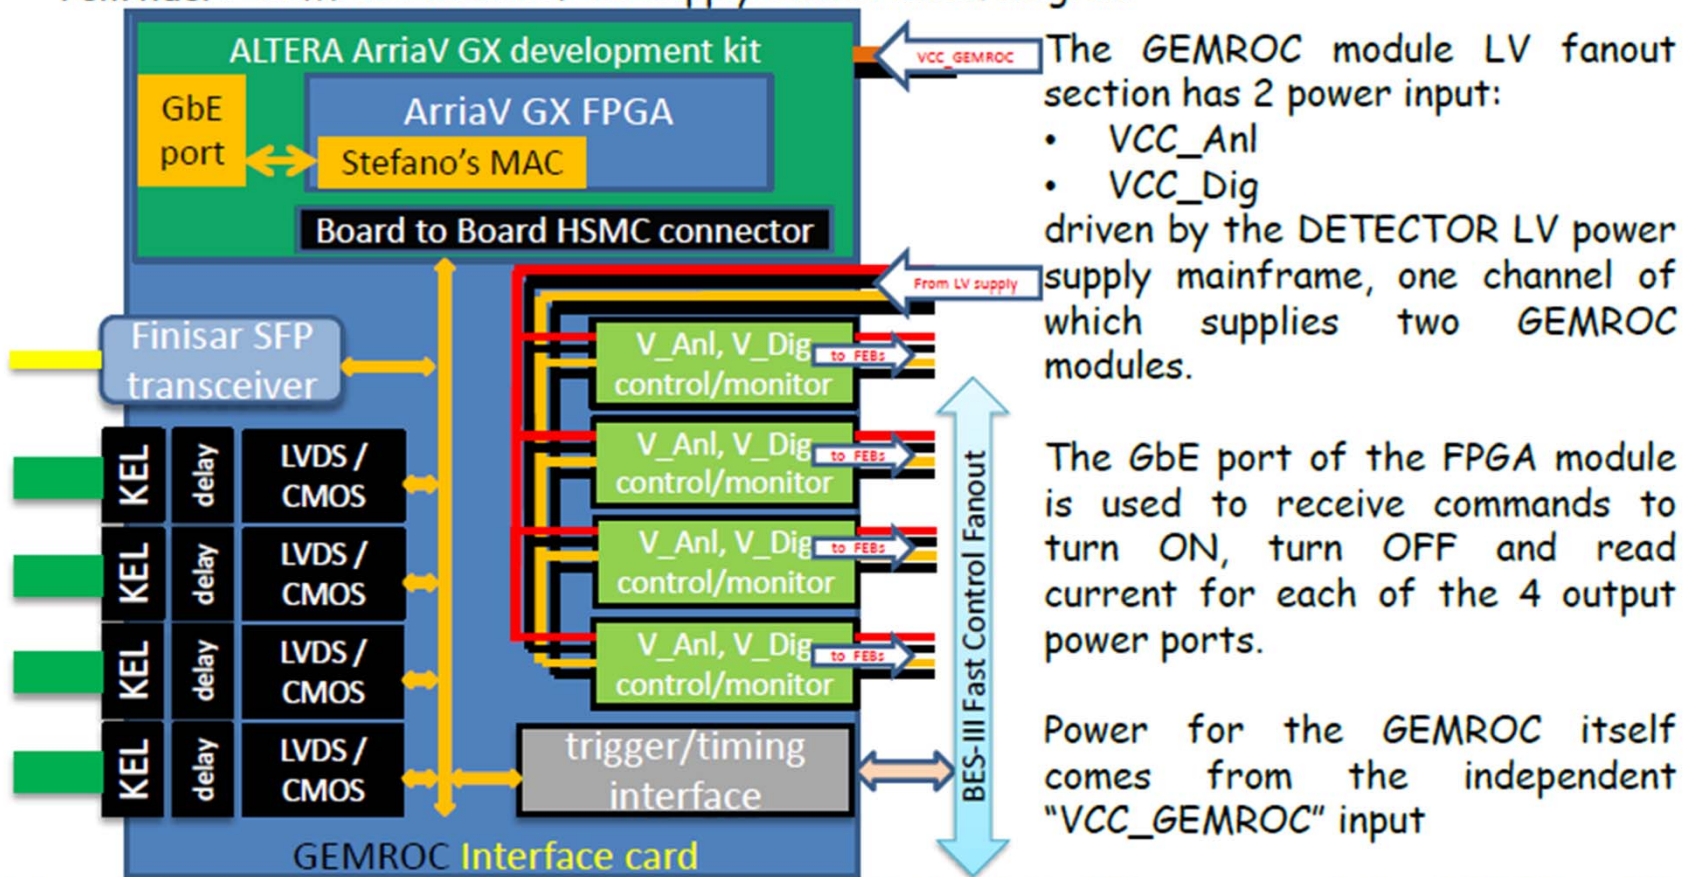 ALTERA ArriaV GX development kit
GbE
port
ArriaV GX FPGA
Stefano's MAC
Board to Board HSMC connector
VCC_GEMROC
From LV supply
Finisar SFP
transceiver
V_Anl, V_Dig
control/monitor
to FEBs
V_Anl, V_Dig
control/monitor
to FEBs
V_Anl, V_Dig
control/monitor
to FEBs
V_Anl, V_Dig
control/monitor
to FEBs
KEL
delay
LVDS /
CMOS
KEL
delay
LVDS /
CMOS
KEL
delay
LVDS /
CMOS
KEL
delay
LVDS /
CMOS
trigger/timing
interface
BES-III Fast Control Fanout
GEMROC Interface card
The GEMROC module LV fanout
section has 2 power input:
• VCC_Anl
• VCC_Dig
driven by the DETECTOR LV power
supply mainframe, one channel of
which supplies two GEMROC
modules.
The GbE port of the FPGA module
is used to receive commands to
turn ON, turn OFF and read
current for each of the 4 output
power ports.
Power for the GEMROC itself
comes from the independent
“VCC_GEMROC” input